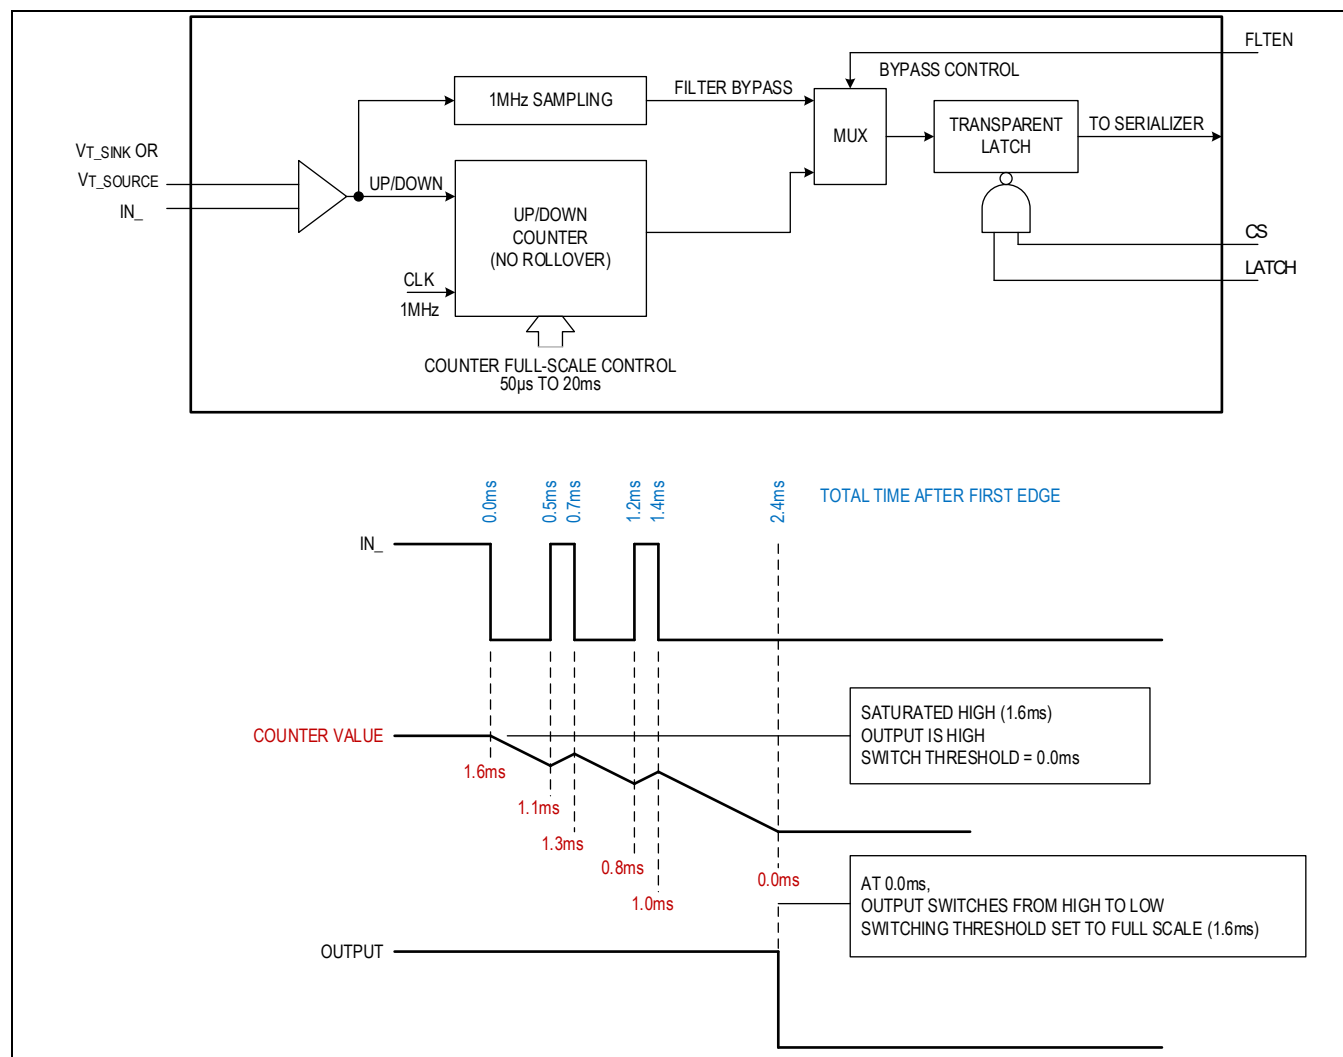 FLTEN
BYPASS CONTROL
1MHz SAMPLING
FILTER BYPASS
MUX
TRANSPARENT
LATCH
TO SERIALIZER
VT_SINK OR
VT_SOURCE
IN_
UP/DOWN
UP/DOWN
COUNTER
(NO ROLLOVER)
CLK
1MHz
CS
LATCH
COUNTER FULL-SCALE CONTROL
50µs TO 20ms
0.0ms
0.5ms
0.7ms
1.2ms
1.4ms
2.4ms
TOTAL TIME AFTER FIRST EDGE
IN_
COUNTER VALUE
SATURATED HIGH (1.6ms)
OUTPUT IS HIGH
SWITCH THRESHOLD = 0.0ms
1.6ms
1.1ms
1.3ms
0.8ms
1.0ms
0.0ms
AT 0.0ms,
OUTPUT SWITCHES FROM HIGH TO LOW
SWITCHING THRESHOLD SET TO FULL SCALE (1.6ms)
OUTPUT